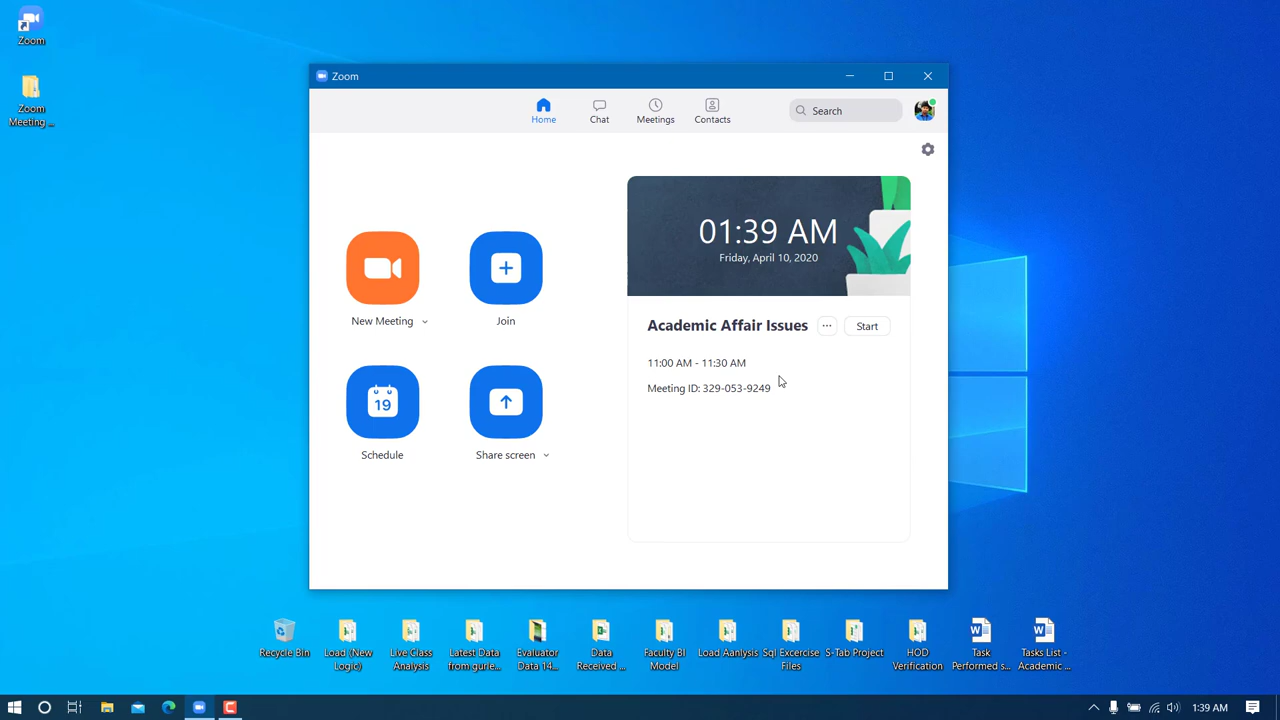 Zoom
Zoom
Meeting ...
Zoom
Home
Chat
Meetings
Contacts
Search
01:39 AM
Friday, April 10, 2020
New Meeting
Join
Academic Affair Issues
...
Start
11:00 AM - 11:30 AM
Meeting ID: 329-053-9249
19
Schedule
Share screen
Recycle Bin
Load (New
Logic)
Live Class
Analysis
Latest Data
from gurie...
Evaluator
Data 14...
Data
Received ...
Faculty BI
Model
Load Aanlysis
Sql Excercise
Files
S-Tab Project
HOD
Verification
Task
Performed s...
Tasks List -
Academic ...
1:39 AM